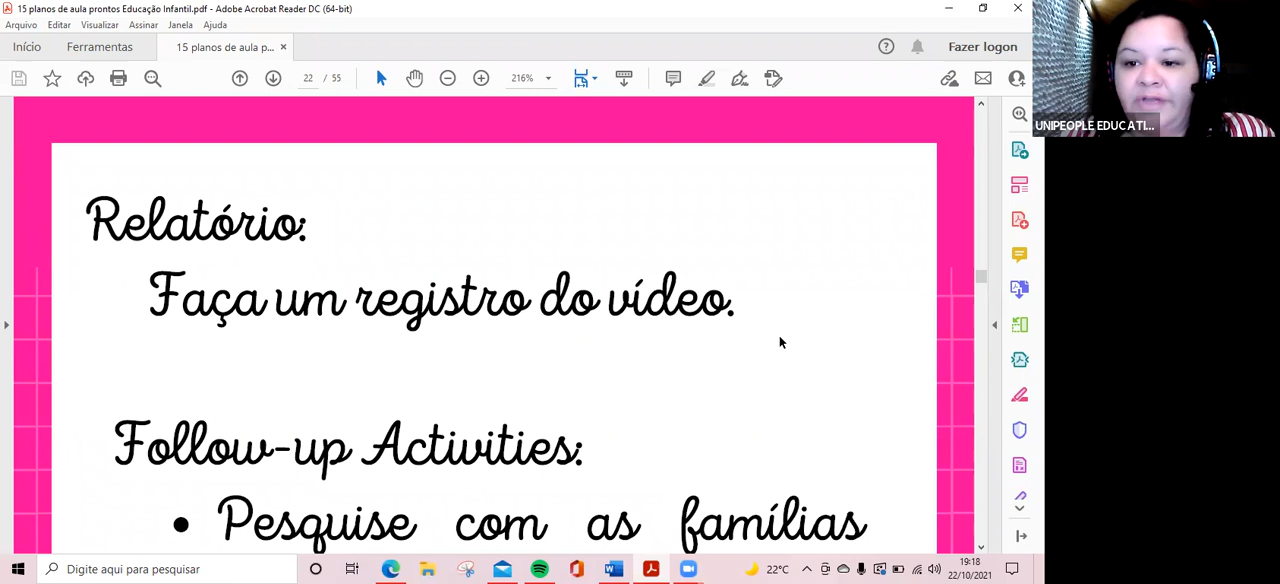 15 planos de aula prontos Educação Infantil.pdf - Adobe Acrobat Reader DC (64-bit)
Arquivo Editar Visualizar Assinar Janela Ajuda
Início Ferramentas 15 planos de aula p... Fazer logon
22 / 55 216%
UNIPEOPLE EDUCATI...
Relatório:
Faça um registro do vídeo.
Follow-up Activities:
• Pesquise com as famílias
Digite aqui para pesquisar
22°C
19:18
22/10/2021